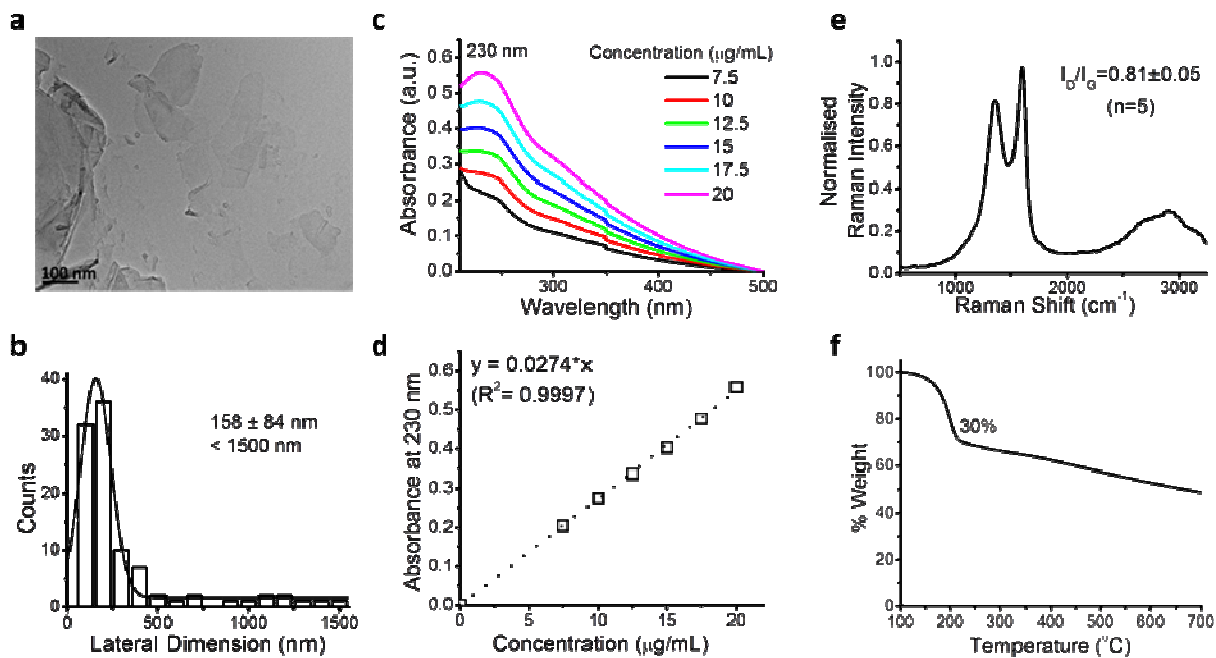 a
100 nm
b
40
30
20
10
0
Counts
158 ± 84 nm
< 1500 nm
0 500 1000 1500
Lateral Dimension (nm)
c
230 nm
Concentration (µg/mL)
7.5
10
12.5
15
17.5
20
0.6
0.5
0.4
0.3
0.2
0.1
0.0
Absorbance (a.u.)
300 400 500
Wavelength (nm)
d
y = 0.0274*x
(R²= 0.9997)
0.6
0.5
0.4
0.3
0.2
0.1
0.0
Absorbance at 230 nm
0 5 10 15 20
Concentration (µg/mL)
e
I_D/I_G=0.81±0.05
(n=5)
1.0
0.8
0.6
0.4
0.2
0.0
Normalised
Raman Intensity
1000 2000 3000
Raman Shift (cm⁻¹)
f
100
80
60
40
20
0
% Weight
30%
100 200 300 400 500 600 700
Temperature (°C)